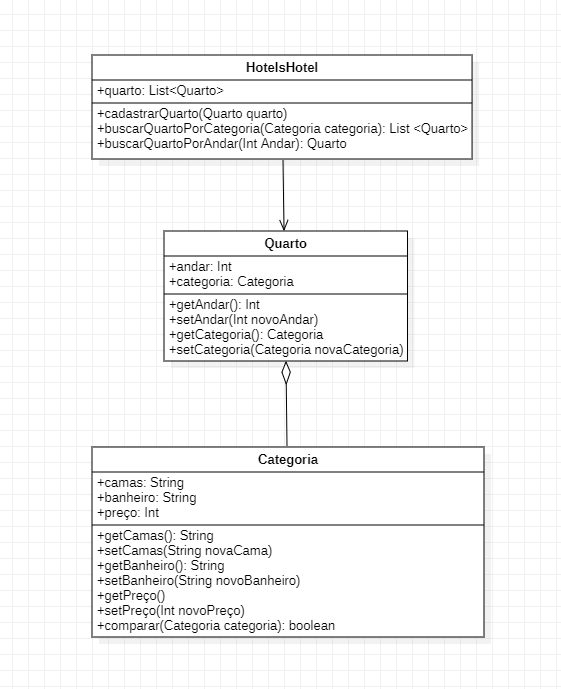 HotelsHotel
+quarto: List<Quarto>
+cadastrarQuarto(Quarto quarto)
+buscarQuartoPorCategoria(Categoria categoria): List <Quarto>
+buscarQuartoPorAndar(Int Andar): Quarto
Quarto
+andar: Int
+categoria: Categoria
+getAndar(): Int
+setAndar(Int novoAndar)
+getCategoria(): Categoria
+setCategoria(Categoria novaCategoria)
Categoria
+camas: String
+banheiro: String
+preço: Int
+getCamas(): String
+setCamas(String novaCama)
+getBanheiro(): String
+setBanheiro(String novoBanheiro)
+getPreço()
+setPreço(Int novoPreço)
+comparar(Categoria categoria): boolean